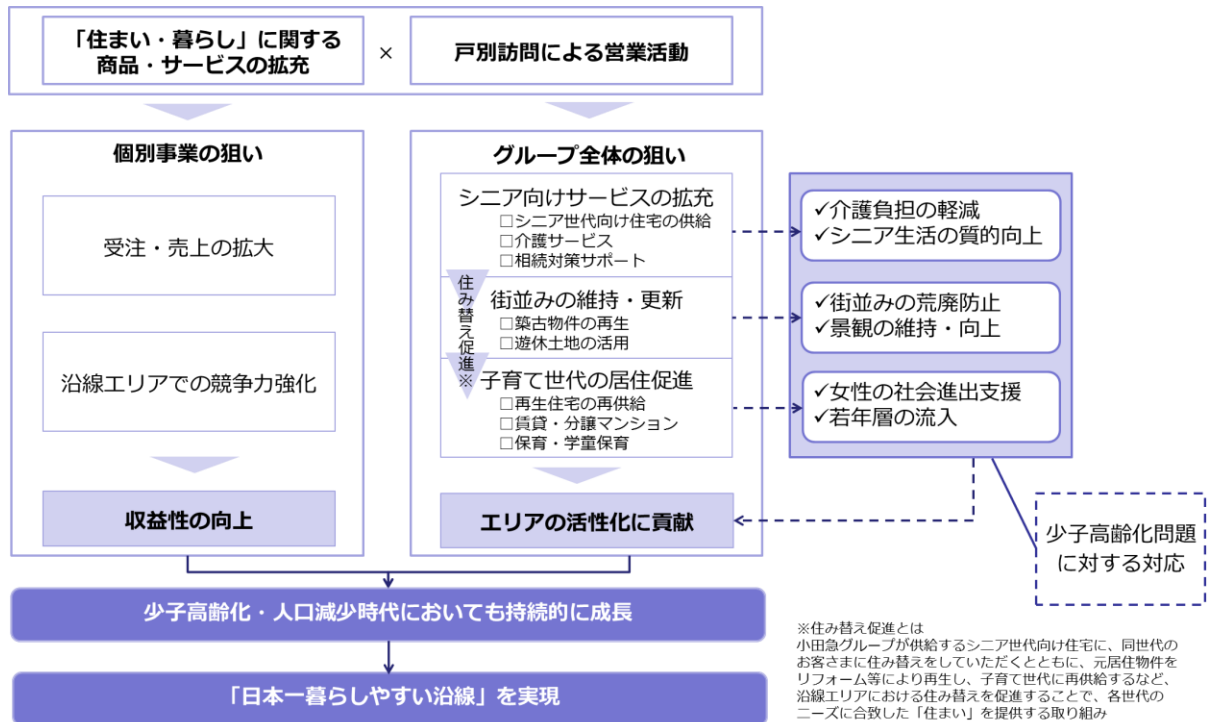 「住まい・暮らし」に関する
商品・サービスの拡充
×
戸別訪問による営業活動
個別事業の狙い
受注・売上の拡大
沿線エリアでの競争力強化
収益性の向上
グループ全体の狙い
シニア向けサービスの拡充
□シニア世代向け住宅の供給
□介護サービス
□相続対策サポート
住み替え促進※
街並みの維持・更新
□築古物件の再生
□遊休土地の活用
子育て世代の居住促進
□再生住宅の再供給
□賃貸・分譲マンション
□保育・学童保育
エリアの活性化に貢献
✓介護負担の軽減
✓シニア生活の質的向上
✓街並みの荒廃防止
✓景観の維持・向上
✓女性の社会進出支援
✓若年層の流入
少子高齢化問題
に対する対応
少子高齢化・人口減少時代においても持続的に成長
「日本一暮らしやすい沿線」を実現
※住み替え促進とは
小田急グループが供給するシニア世代向け住宅に、同世代の
お客さまに住み替えをしていただくとともに、元居住物件を
リフォーム等により再生し、子育て世代に再供給するなど、
沿線エリアにおける住み替えを促進することで、各世代の
ニーズに合致した「住まい」を提供する取り組み